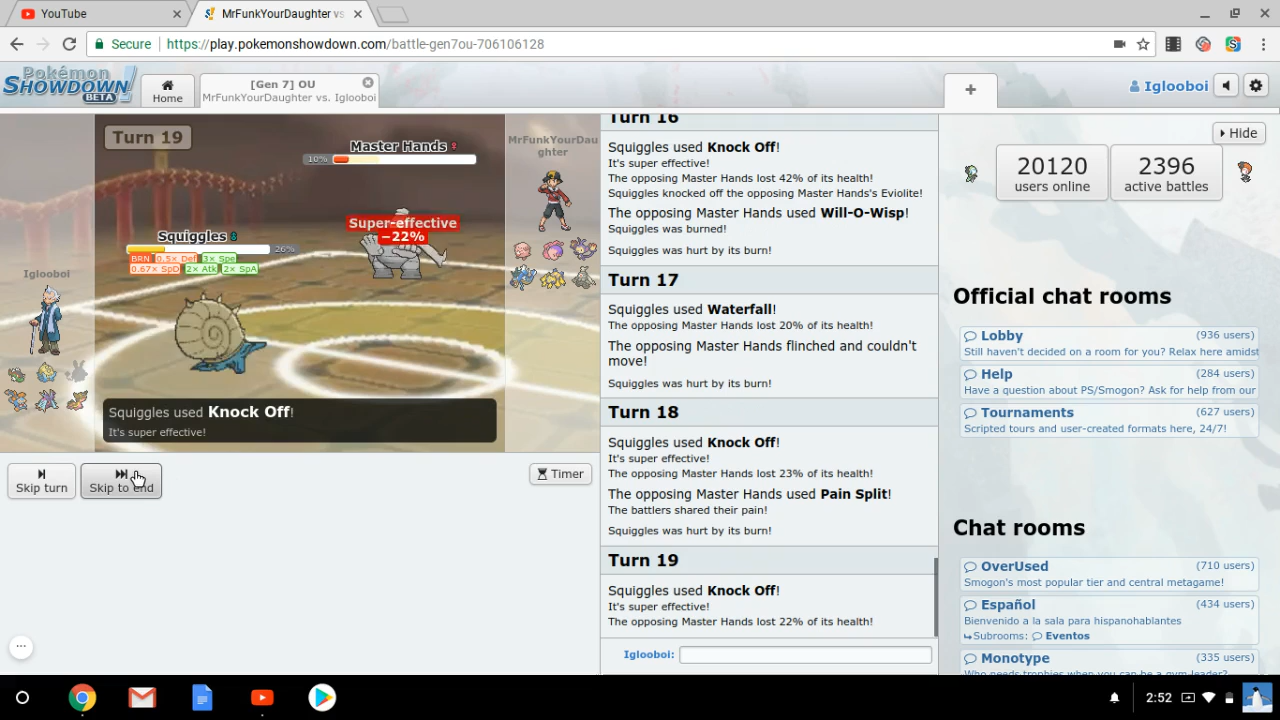 YouTube
MrFunkYourDaughter vs
Secure
https://play.pokemonshowdown.com/battle-gen7ou-706106128
Pokémon
SHOWDOWN!
BETA
Home
[Gen 7] OU
MrFunkYourDaughter vs. Iglooboi
+
Iglooboi
Turn 19
Master Hands
10%
Super-effective
−22%
Squiggles
26%
BRN 0.5× Def 3× Spe
0.67× SpD 2× Atk 2× SpA
Iglooboi
MrFunkYourDau
ghter
Squiggles used Knock Off!
It's super effective!
Skip turn
Skip to end
Timer
...
Turn 16
Squiggles used Knock Off!
It's super effective!
The opposing Master Hands lost 42% of its health!
Squiggles knocked off the opposing Master Hands's Eviolite!
The opposing Master Hands used Will-O-Wisp!
Squiggles was burned!
Squiggles was hurt by its burn!
Turn 17
Squiggles used Waterfall!
The opposing Master Hands lost 20% of its health!
The opposing Master Hands flinched and couldn't
move!
Squiggles was hurt by its burn!
Turn 18
Squiggles used Knock Off!
It's super effective!
The opposing Master Hands lost 23% of its health!
The opposing Master Hands used Pain Split!
The battlers shared their pain!
Squiggles was hurt by its burn!
Turn 19
Squiggles used Knock Off!
It's super effective!
The opposing Master Hands lost 22% of its health!
Iglooboi:
Hide
20120
users online
2396
active battles
Official chat rooms
Lobby (936 users)
Still haven't decided on a room for you? Relax here amidst
Help (284 users)
Have a question about PS/Smogon? Ask for help from our
Tournaments (627 users)
Scripted tours and user-created formats here, 24/7!
Chat rooms
OverUsed (710 users)
Smogon's most popular tier and central metagame!
Español (434 users)
Bienvenido a la sala para hispanohablantes
Subrooms: Eventos
Monotype (335 users)
Who needs trophies when you can be a gym leader?
2:52